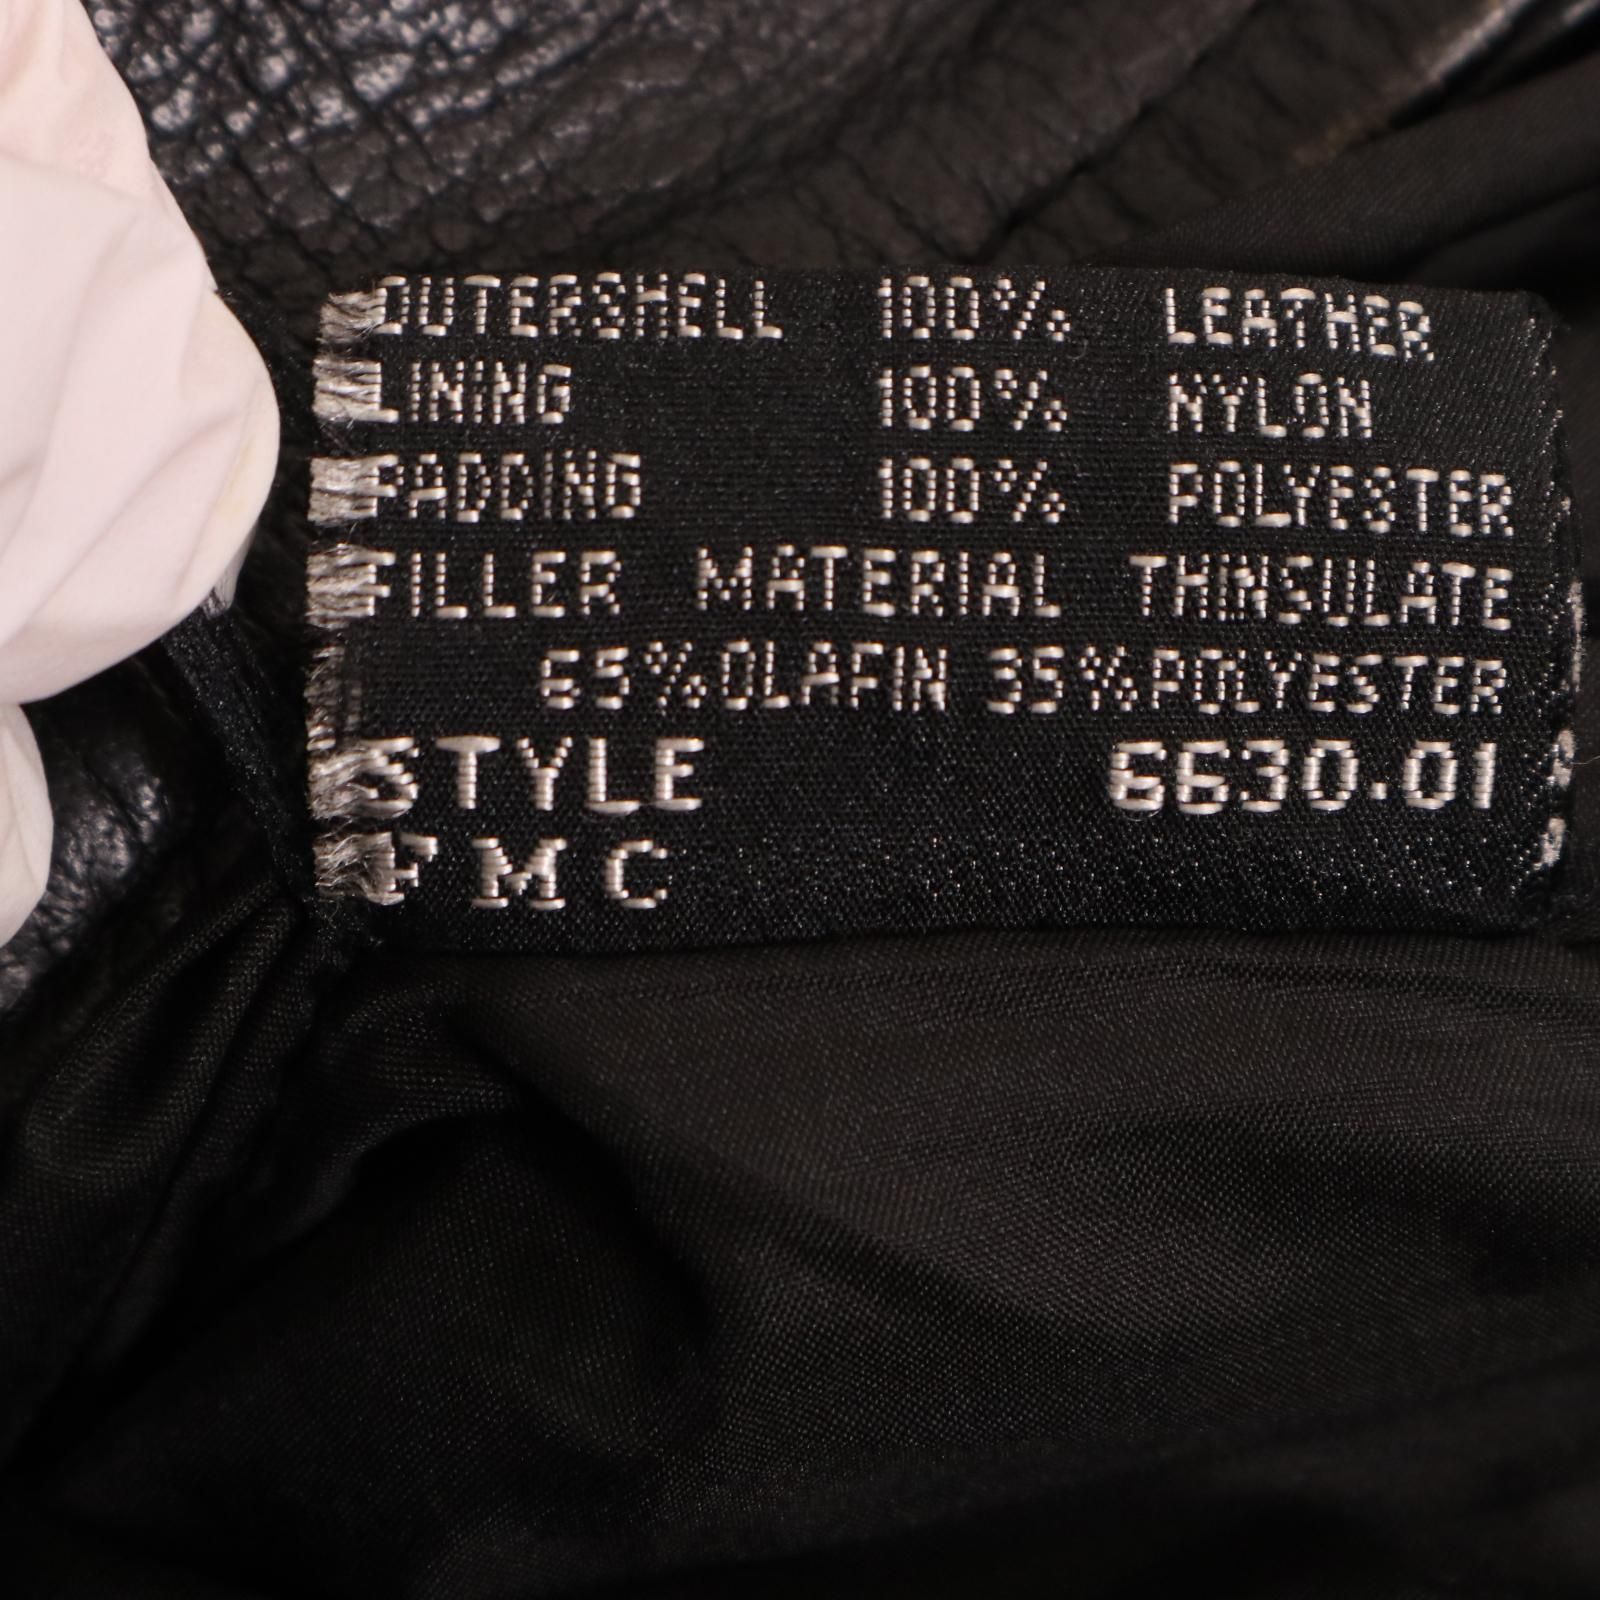 OUTERSHELL 100% LEATHER
LINING 100% NYLON
PADDING 100% POLYESTER
FILLER MATERIAL THINSULATE
65% OLAFIN 35% POLYESTER
STYLE 6630.01
FMC